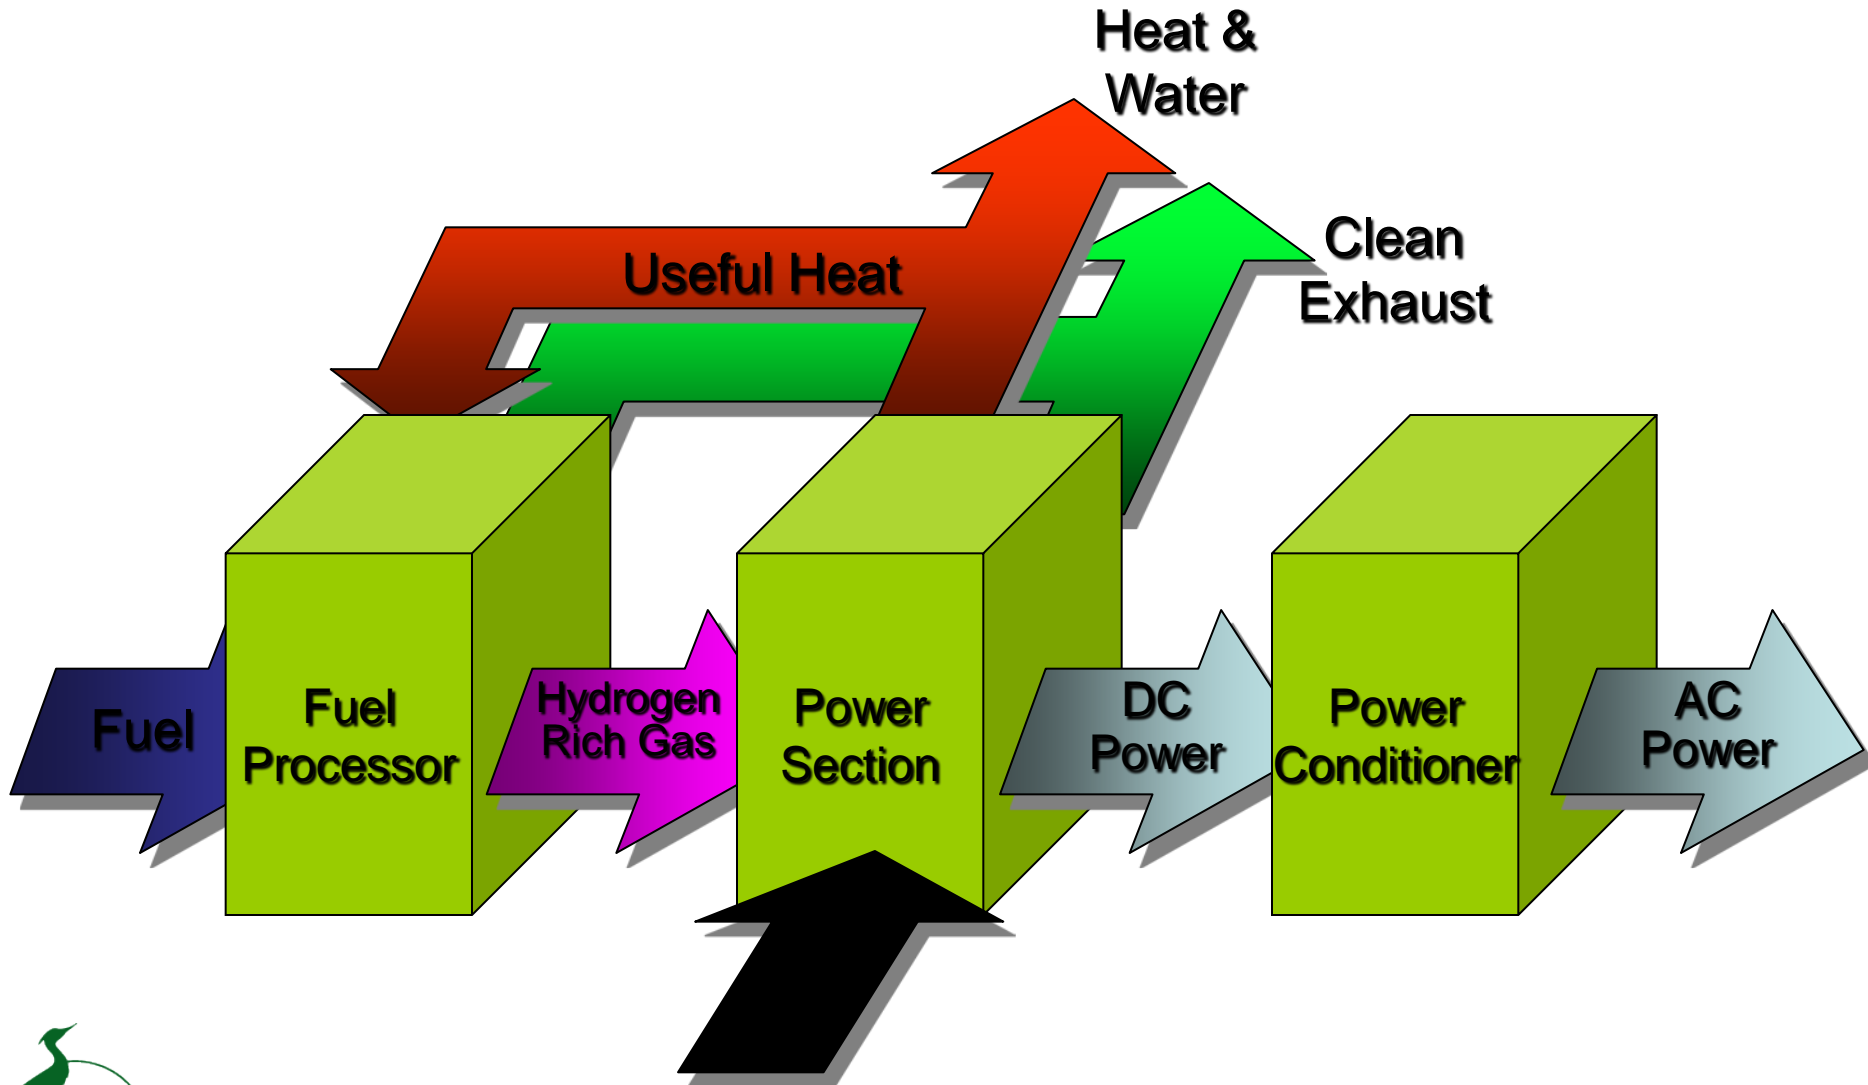 Heat &
Water
Clean
Exhaust
Useful Heat
Fuel
Fuel
Processor
Hydrogen
Rich Gas
Power
Section
DC
Power
Power
Conditioner
AC
Power